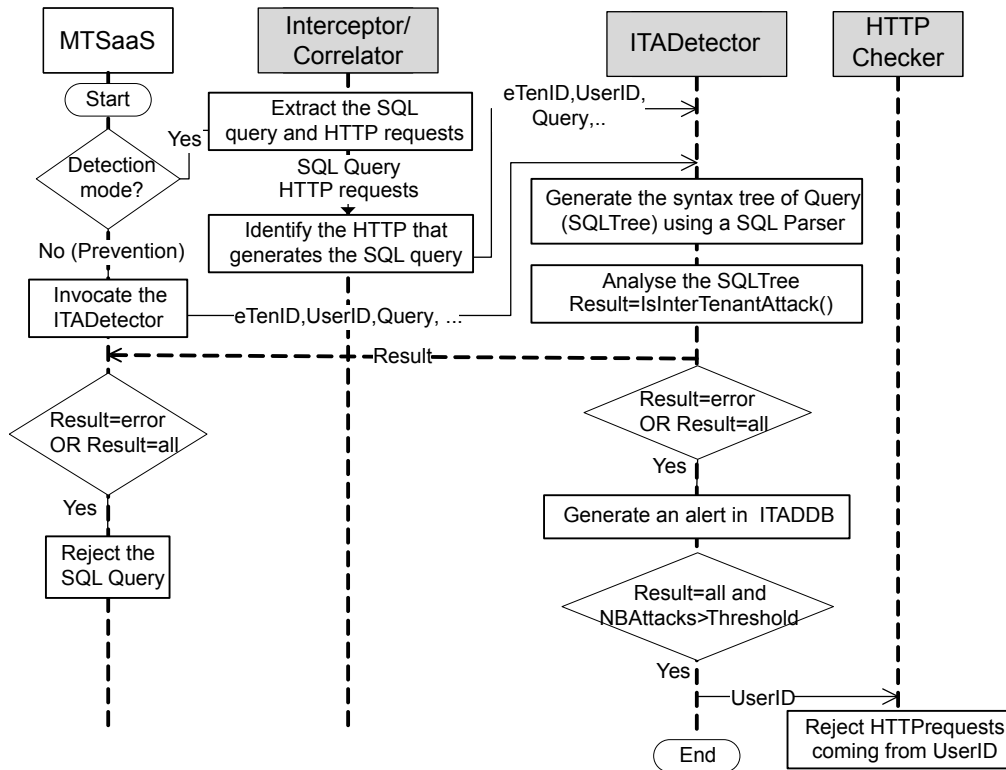 MTSaaS
Interceptor/
Correlator
ITADetector
HTTP
Checker
Start
Extract the SQL
query and HTTP requests
eTenID,UserID,
Query,..
Yes
Detection
mode?
SQL Query
HTTP requests
Generate the syntax tree of Query
(SQLTree) using a SQL Parser
Identify the HTTP that
generates the SQL query
No (Prevention)
Analyse the SQLTree
Result=IsInterTenantAttack()
Invocate the
ITADetector
eTenID,UserID,Query, ...
Result
Result=error
OR Result=all
Result=error
OR Result=all
Yes
Yes
Generate an alert in ITADDB
Reject the
SQL Query
Result=all and
NBAttacks>Threshold
Yes
UserID
Reject HTTPrequests
coming from UserID
End